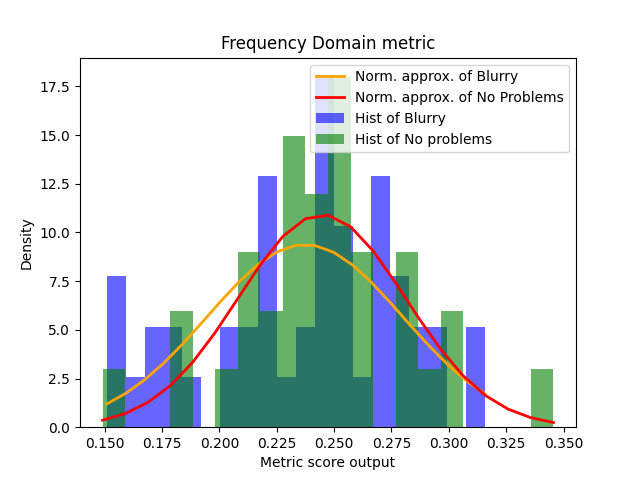 Frequency Domain metric
Norm. approx. of Blurry
Norm. approx. of No Problems
Hist of Blurry
Hist of No problems
Density
17.5
15.0
12.5
10.0
7.5
5.0
2.5
0.0
0.150 0.175 0.200 0.225 0.250 0.275 0.300 0.325 0.350
Metric score output